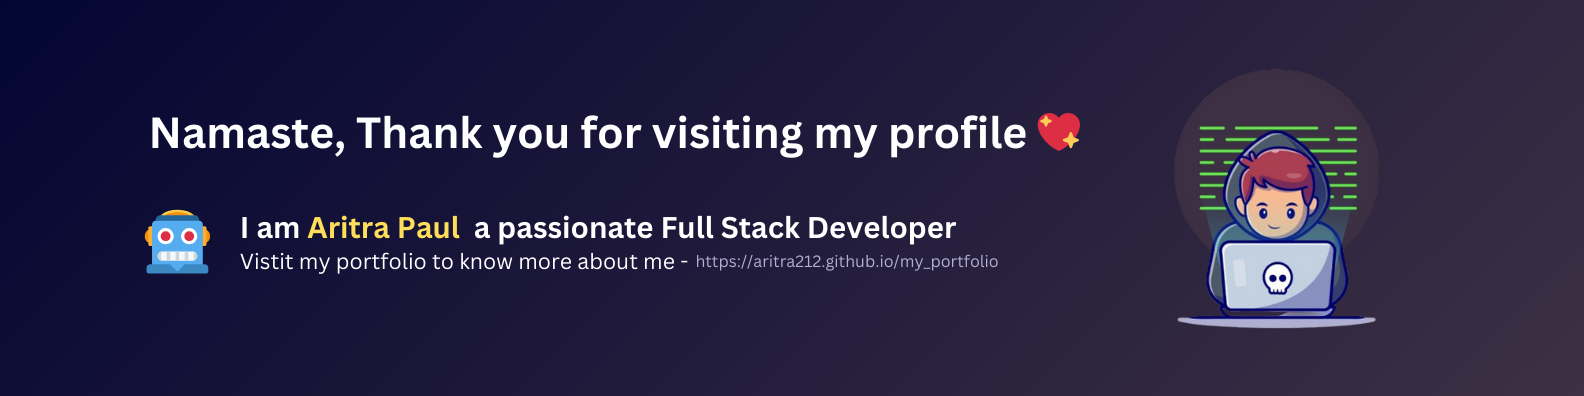 Namaste, Thank you for visiting my profile 💖
I am Aritra Paul a passionate Full Stack Developer
Vistit my portfolio to know more about me - https://aritra212.github.io/my_portfolio